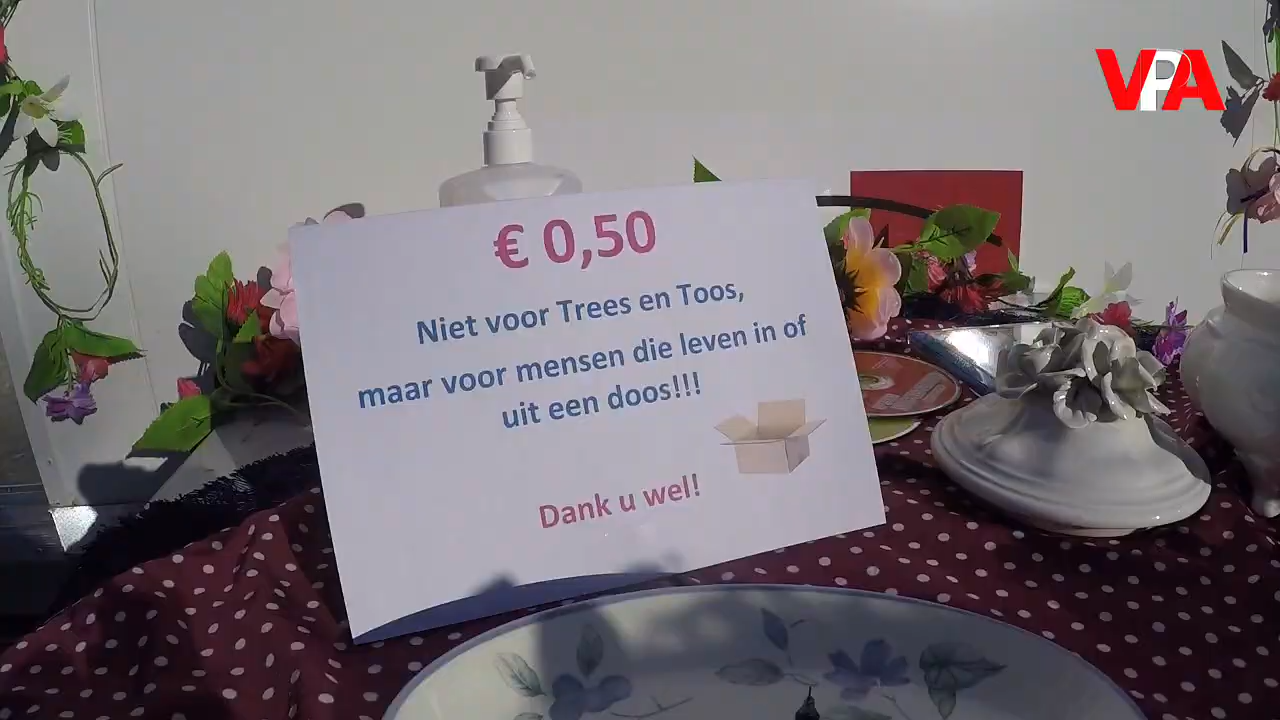 VPA
€ 0,50
Niet voor Trees en Toos,
maar voor mensen die leven in of
uit een doos!!!
Dank u wel!